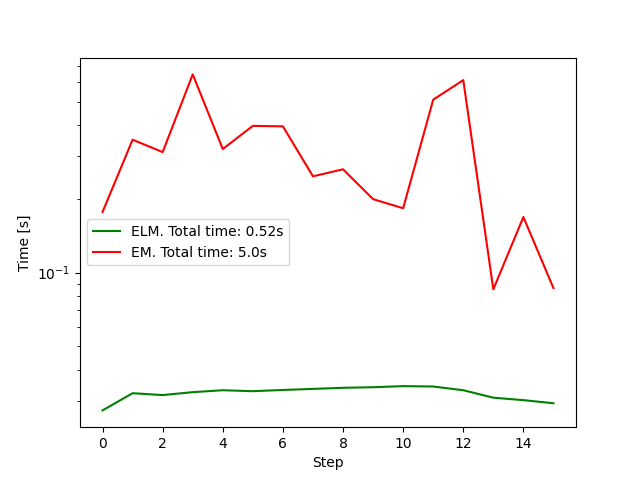 Time [s]
10⁻¹
ELM. Total time: 0.52s
EM. Total time: 5.0s
0 2 4 6 8 10 12 14
Step